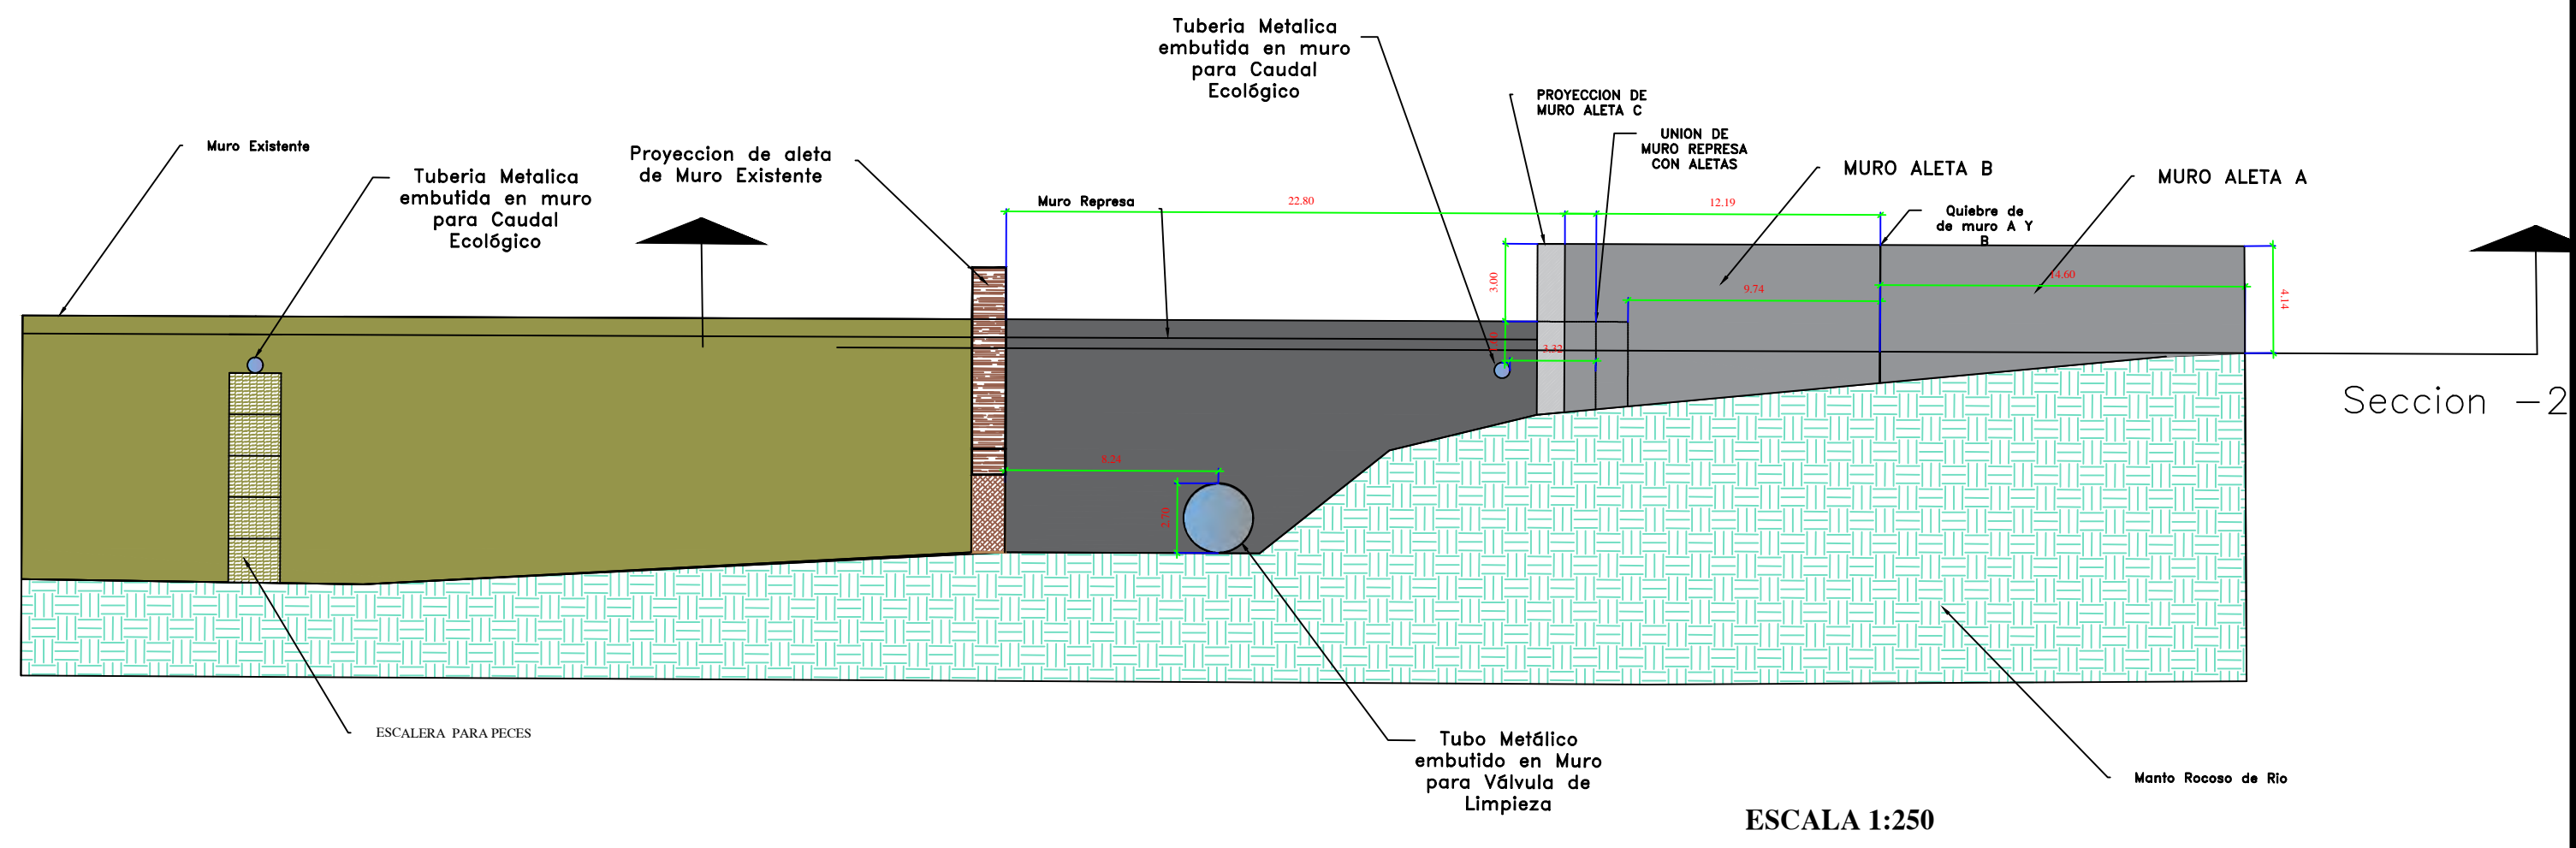 Tuberia Metalica
embutida en muro
para Caudal
Ecológico
PROYECCION DE
MURO ALETA C
UNION DE
MURO REPRESA
CON ALETAS
Muro Existente
Proyeccion de aleta
de Muro Existente
Tuberia Metalica
embutida en muro
para Caudal
Ecológico
MURO ALETA B
MURO ALETA A
Muro Represa
22.80
12.19
Quiebre de
de muro A Y
B
3.00
9.74
14.60
4.14
3.32
Seccion -2
8.24
2.70
ESCALERA PARA PECES
Tubo Metálico
embutido en Muro
para Válvula de
Limpieza
Manto Rocoso de Rio
ESCALA 1:250